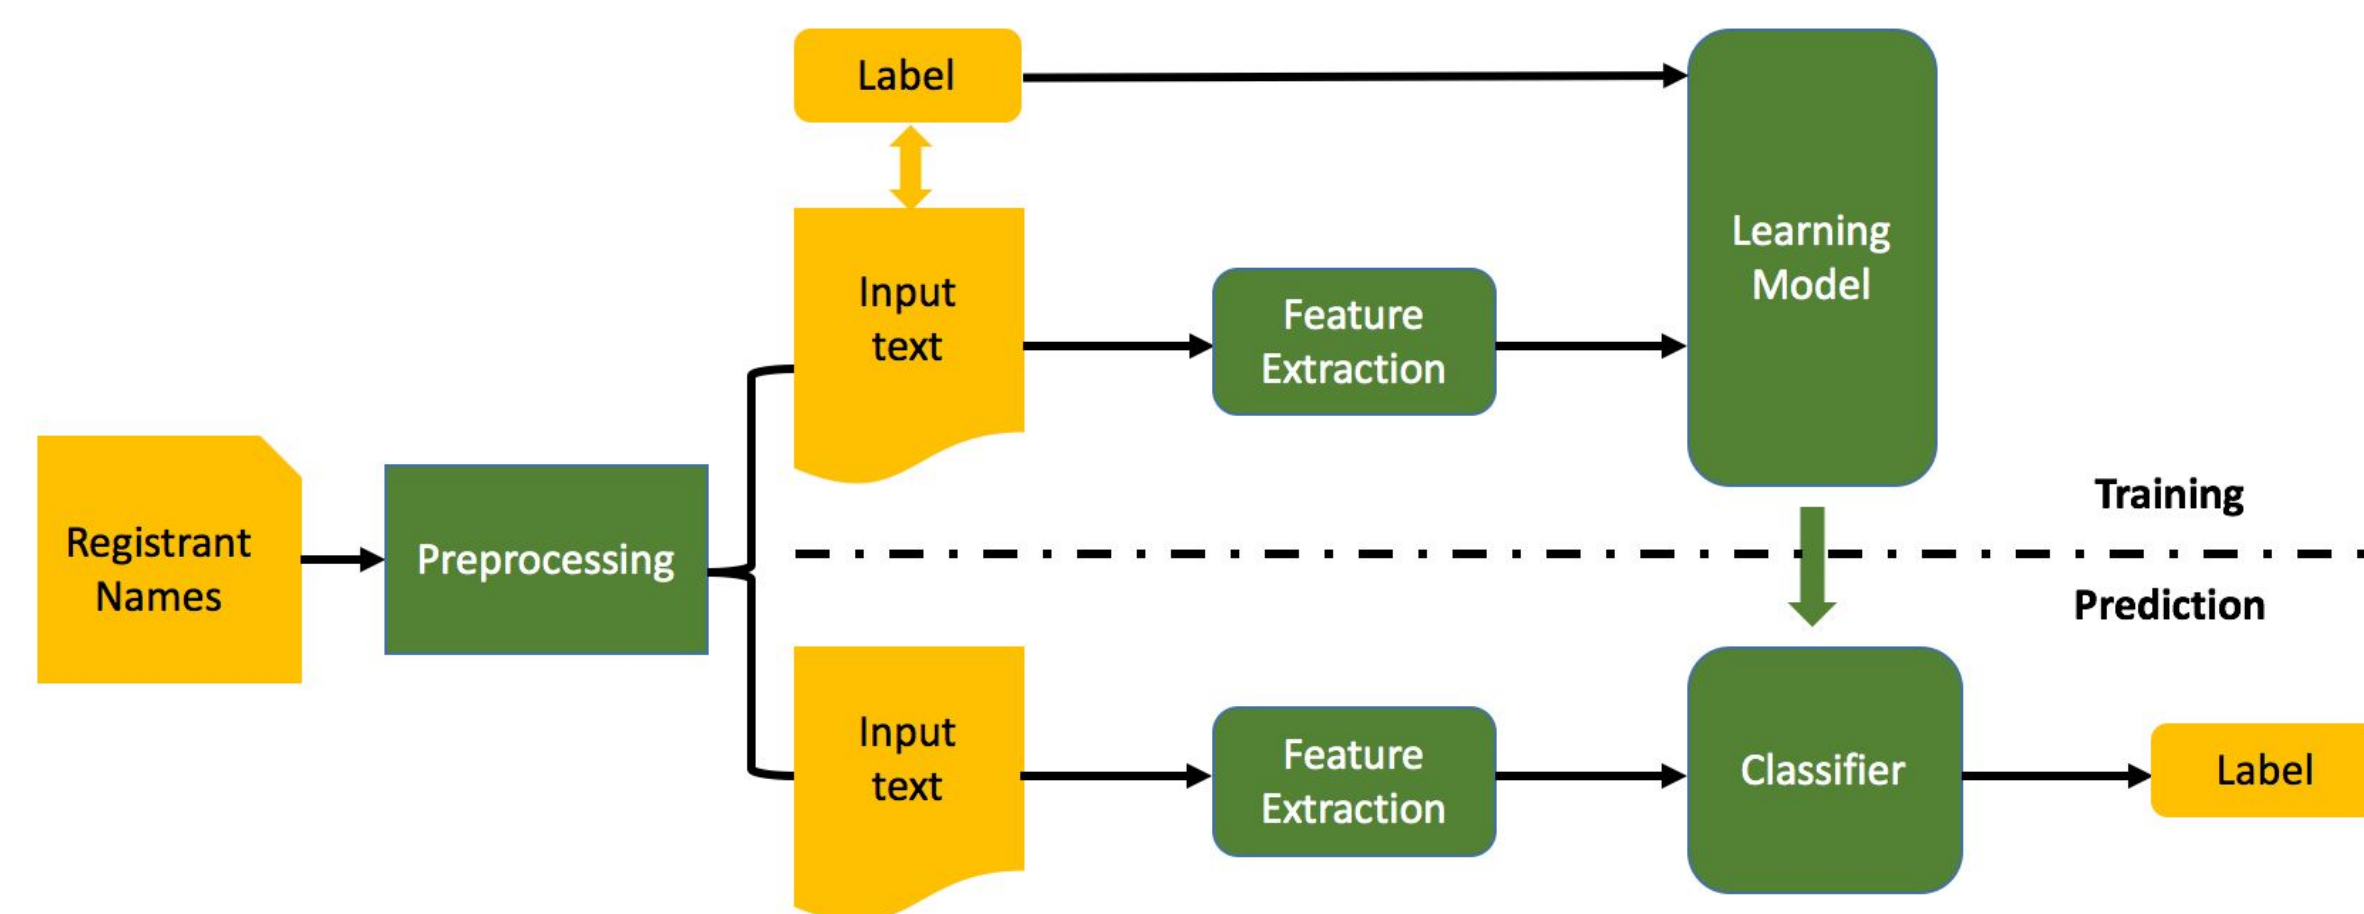 Label
Input
text
Feature
Extraction
Learning
Model
Training
Registrant
Names
Preprocessing
Prediction
Input
text
Feature
Extraction
Classifier
Label